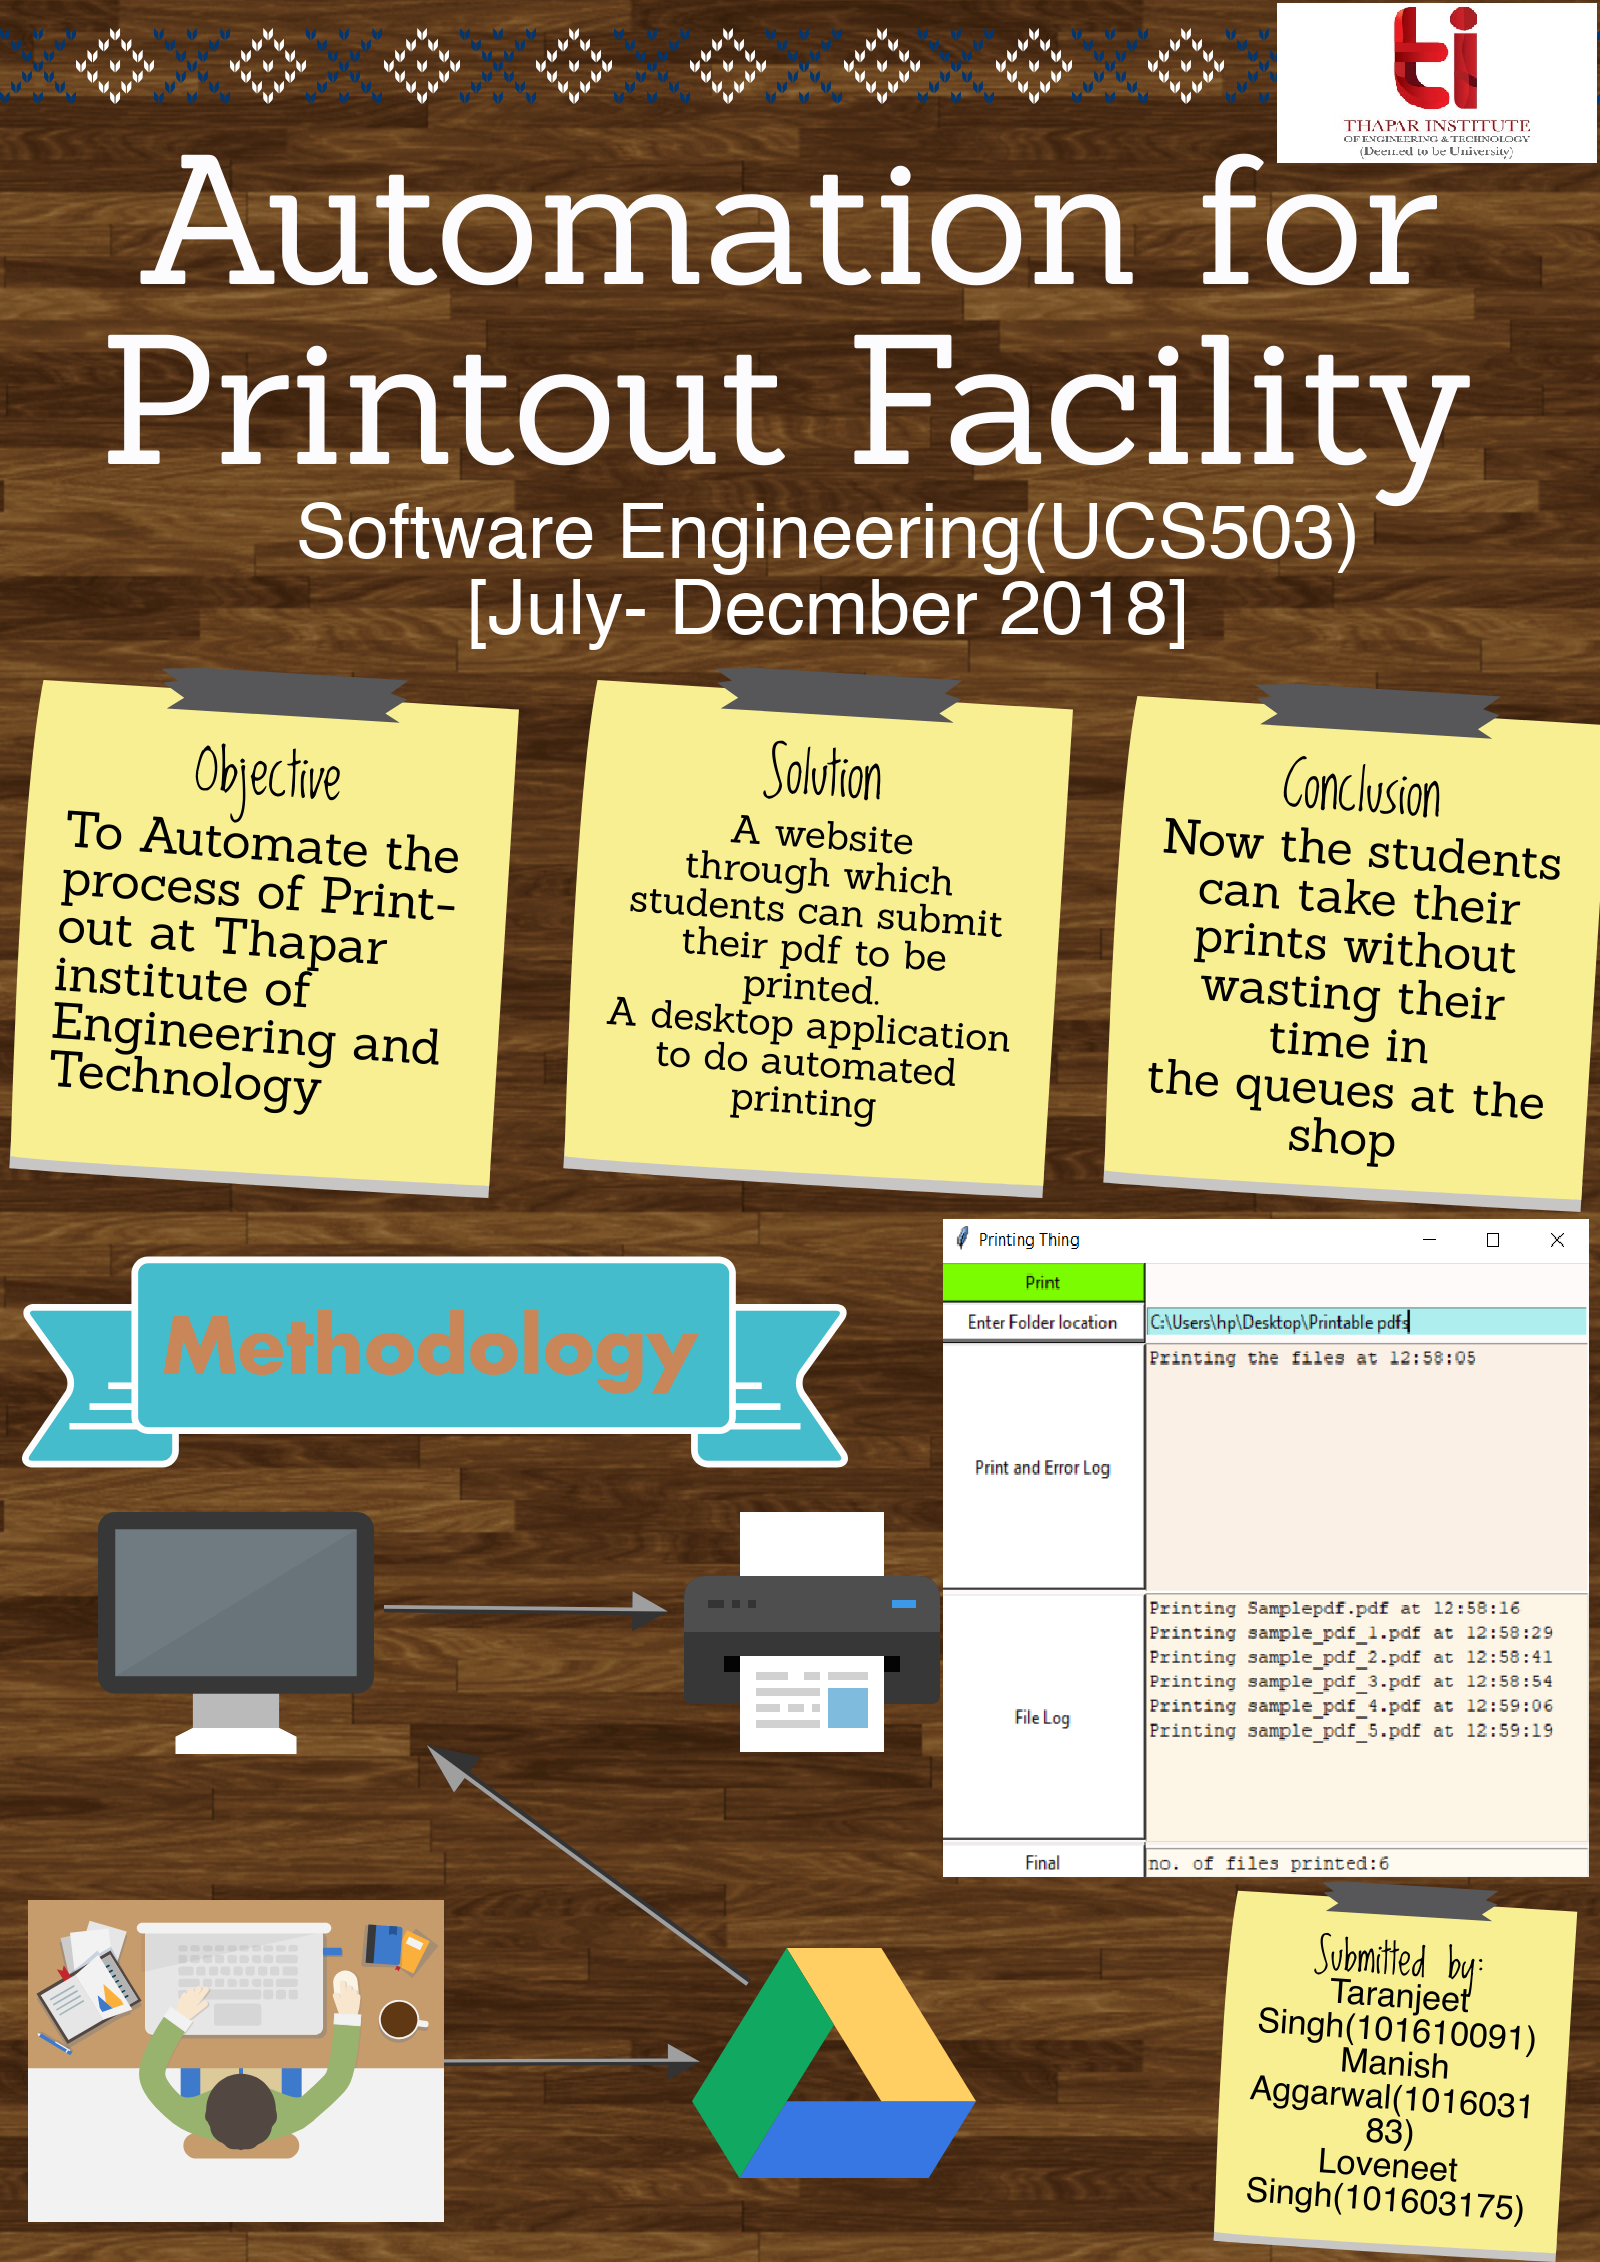 THAPAR INSTITUTE
OF ENGINEERING & TECHNOLOGY
(Deemed to be University)
Automation for
Printout Facility
Software Engineering(UCS503)
[July- Decmber 2018]
Objective
To Automate the
process of Print-
out at Thapar
institute of
Engineering and
Technology
Solution
A website
through which
students can submit
their pdf to be
printed.
A desktop application
to do automated
printing
Conclusion
Now the students
can take their
prints without
wasting their
time in
the queues at the
shop
Methodology
Printing Thing
Print
Enter Folder location
C:\Users\hp\Desktop\Printable pdfs
Print and Error Log
Printing the files at 12:58:05
File Log
Printing Samplepdf.pdf at 12:58:16
Printing sample_pdf_1.pdf at 12:58:29
Printing sample_pdf_2.pdf at 12:58:41
Printing sample_pdf_3.pdf at 12:58:54
Printing sample_pdf_4.pdf at 12:59:06
Printing sample_pdf_5.pdf at 12:59:19
Final
no. of files printed:6
Submitted by:
Taranjeet
Singh(101610091)
Manish
Aggarwal(1016031
83)
Loveneet
Singh(101603175)